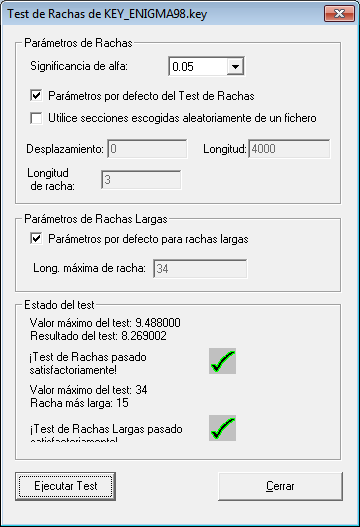 Test de Rachas de KEY_ENIGMA98.key
Parámetros de Rachas
Significancia de alfa: 0.05
Parámetros por defecto del Test de Rachas
Utilice secciones escogidas aleatoriamente de un fichero
Desplazamiento: 0 Longitud: 4000
Longitud
de racha: 3
Parámetros de Rachas Largas
Parámetros por defecto para rachas largas
Long. máxima de racha: 34
Estado del test
Valor máximo del test: 9.488000
Resultado del test: 8.269002
¡Test de Rachas pasado
satisfactoriamente!
Valor máximo del test: 34
Racha más larga: 15
¡Test de Rachas Largas pasado
satisfactoriamente!
Ejecutar Test Cerrar